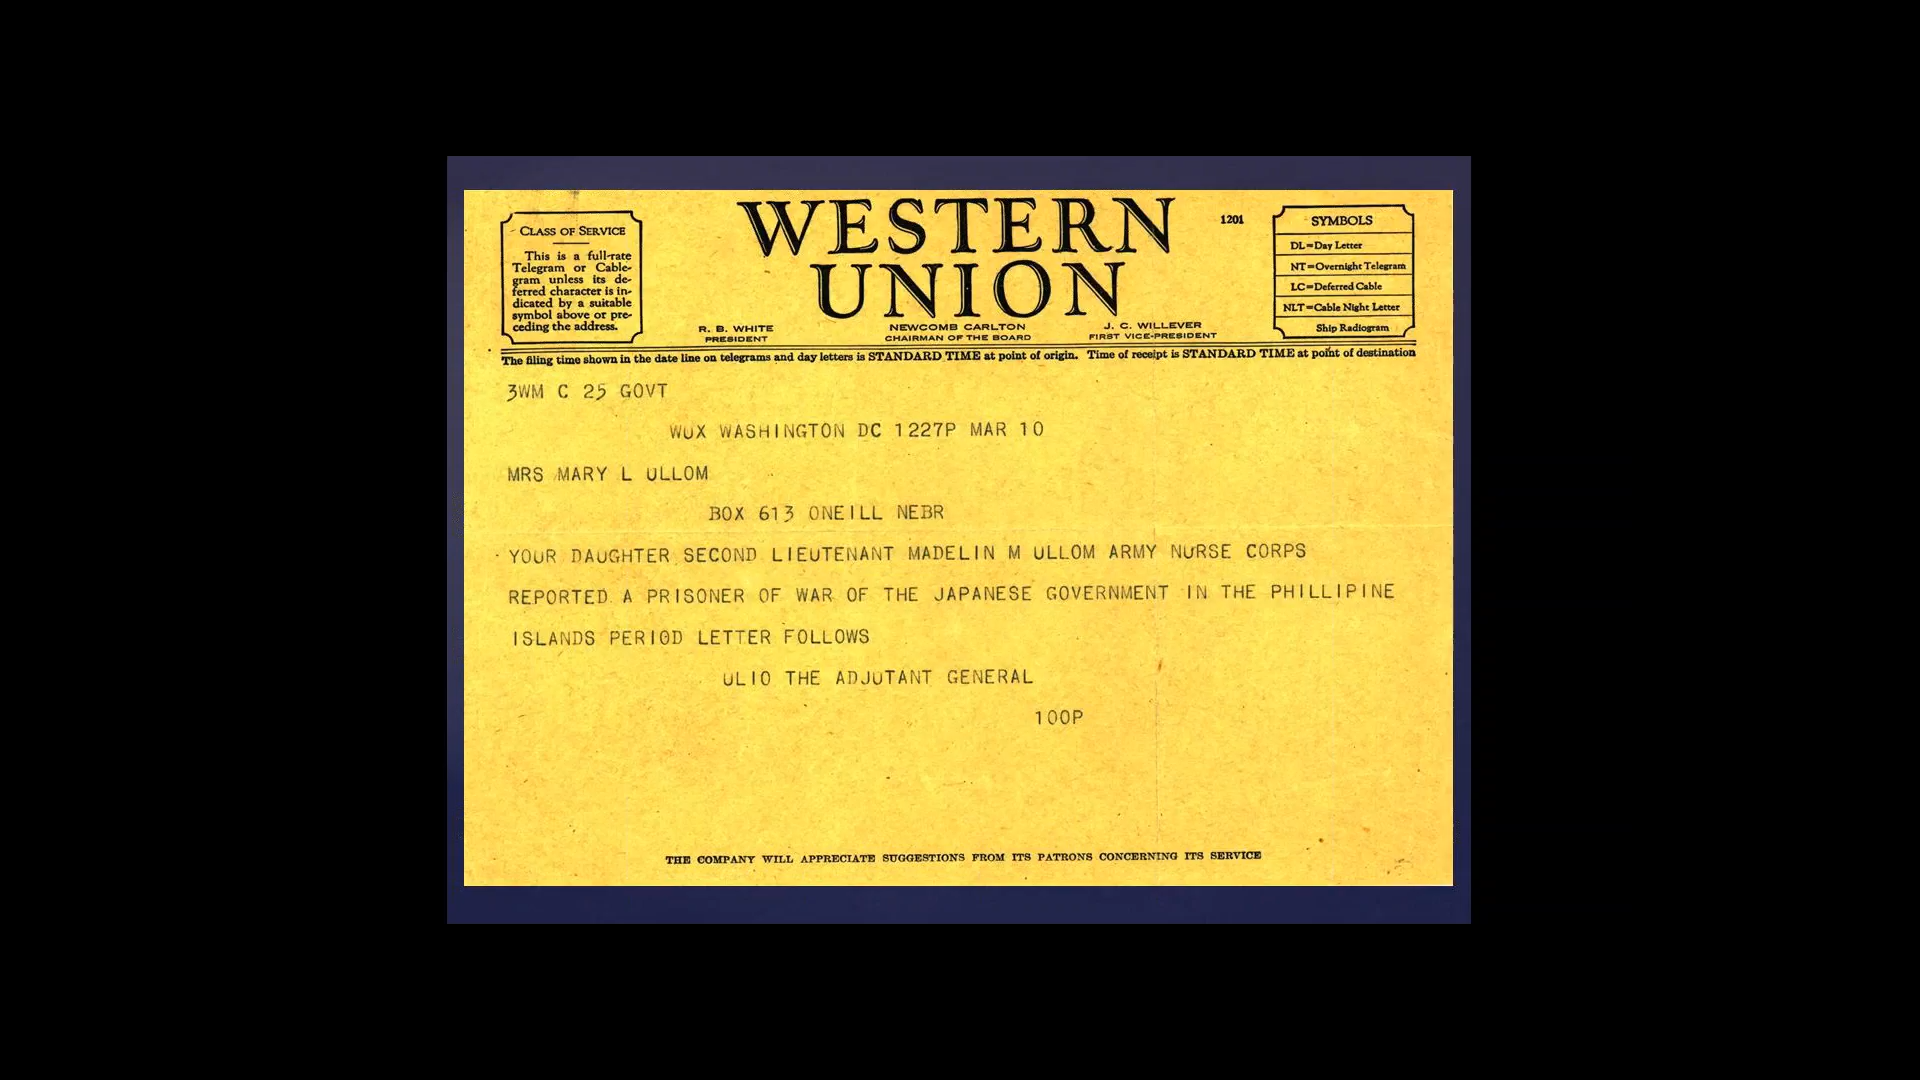 CLASS OF SERVICE
This is a full-rate
Telegram or Cable-
gram unless its de-
ferred character is in-
dicated by a suitable
symbol above or pre-
ceding the address.
WESTERN
UNION
1201
SYMBOLS
DL=Day Letter
NT=Overnight Telegram
LC=Deferred Cable
NLT=Cable Night Letter
Ship Radiogram
R. B. WHITE
PRESIDENT
NEWCOMB CARLTON
CHAIRMAN OF THE BOARD
J. C. WILLEVER
FIRST VICE-PRESIDENT
The filing time shown in the date line on telegrams and day letters is STANDARD TIME at point of origin. Time of receipt is STANDARD TIME at point of destination
3WM C 25 GOVT
WUX WASHINGTON DC 1227P MAR 10
MRS MARY L ULLOM
BOX 613 ONEILL NEBR
YOUR DAUGHTER SECOND LIEUTENANT MADELIN M ULLOM ARMY NURSE CORPS
REPORTED A PRISONER OF WAR OF THE JAPANESE GOVERNMENT IN THE PHILLIPINE
ISLANDS PERIOD LETTER FOLLOWS
ULIO THE ADJUTANT GENERAL
100P
THE COMPANY WILL APPRECIATE SUGGESTIONS FROM ITS PATRONS CONCERNING ITS SERVICE